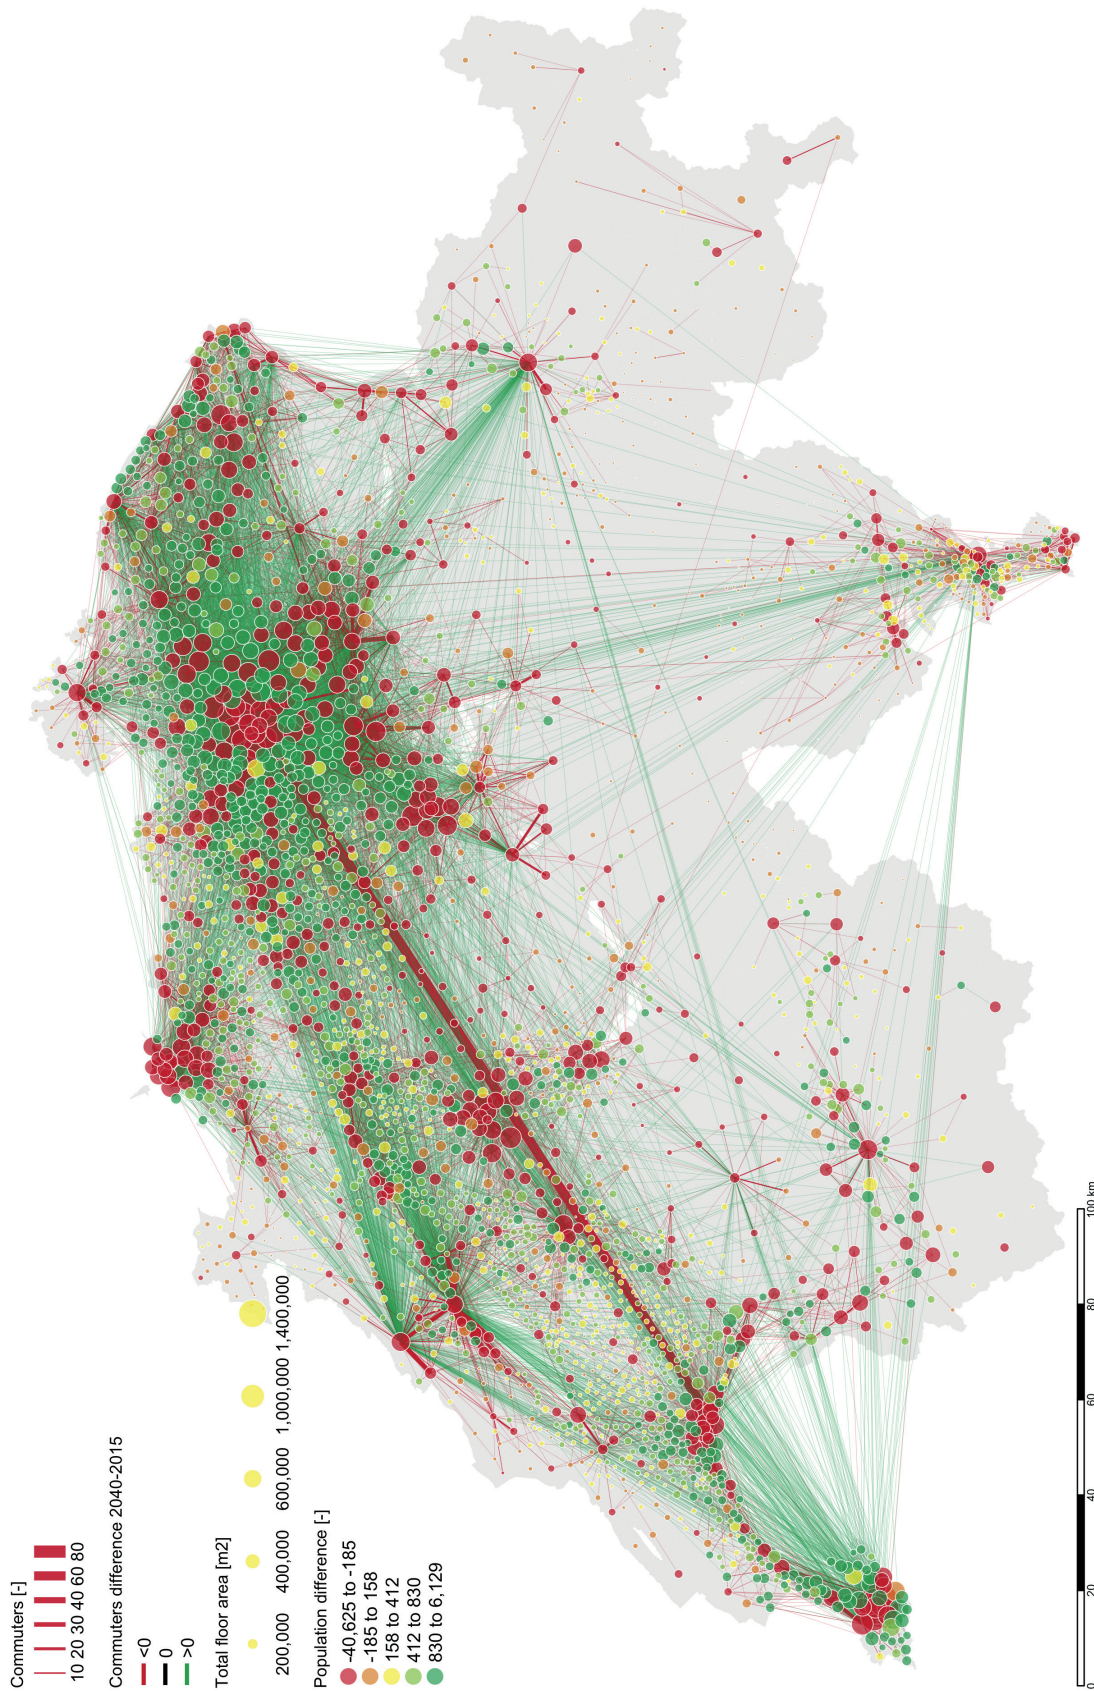 Commuters [-]
10 20 30 40 60 80
Commuters difference 2040-2015
<0
0
>0
Total floor area [m2]
200,000 400,000 600,000 1,000,000 1,400,000
Population difference [-]
-40,625 to -185
-185 to 158
158 to 412
412 to 830
830 to 6,129
0 20 40 60 80 100 km